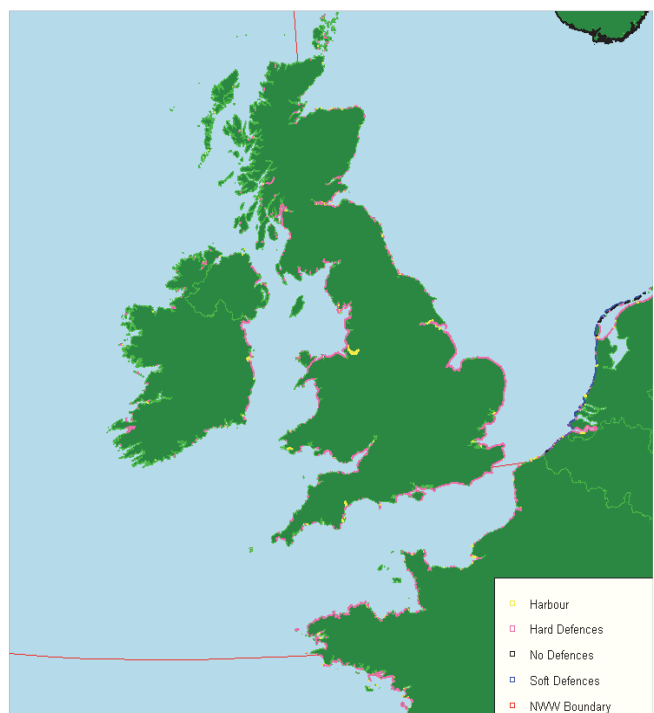 Harbour
Hard Defences
No Defences
Soft Defences
NWW Boundary